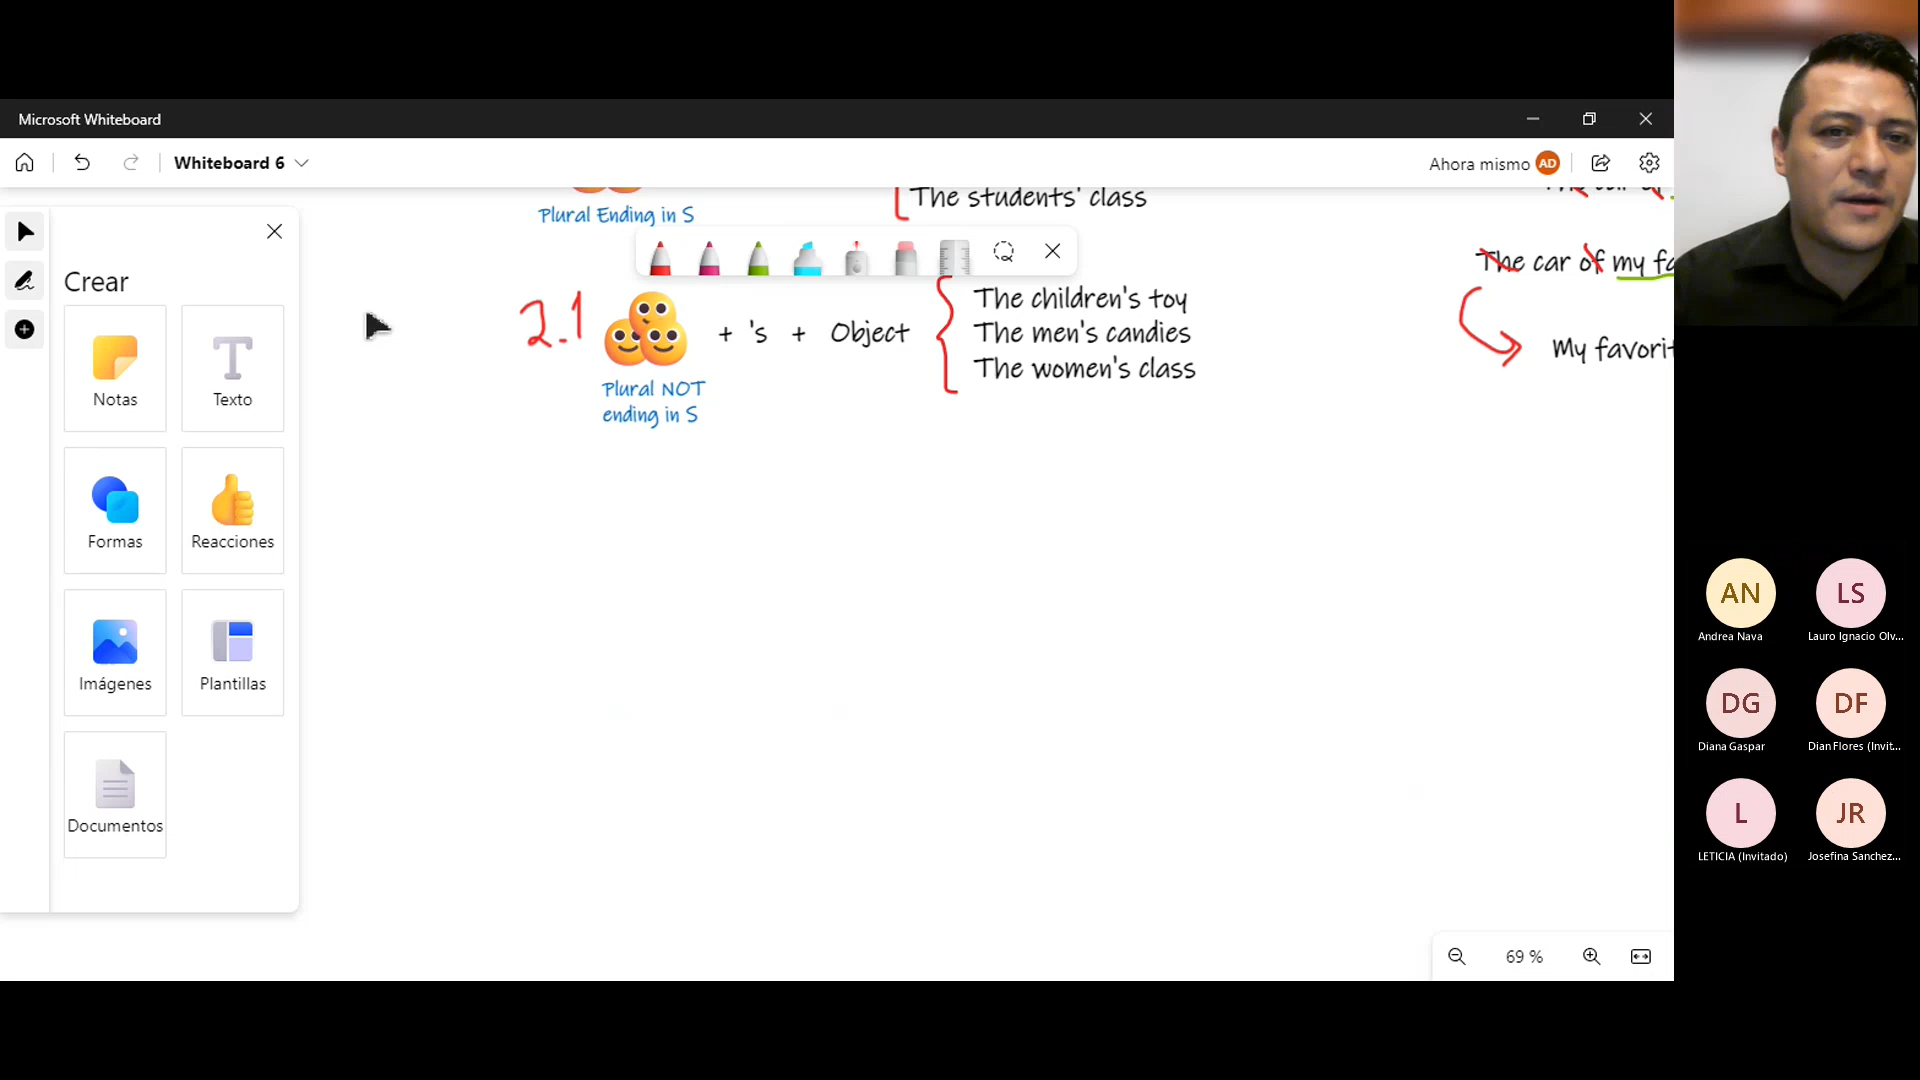 Microsoft Whiteboard
Whiteboard 6
Ahora mismo AD
The students' class
Plural Ending in S
Crear
The car of my fa
2.1
+ 's + Object
The children's toy
The men's candies
The women's class
My favorit
Plural NOT
ending in S
Notas
Texto
Formas
Reacciones
Imágenes
Plantillas
Documentos
69 %
AN
LS
Andrea Nava
Lauro Ignacio Olv...
DG
DF
Diana Gaspar
Dian Flores (Invit...
L
JR
LETICIA (Invitado)
Josefina Sanchez...